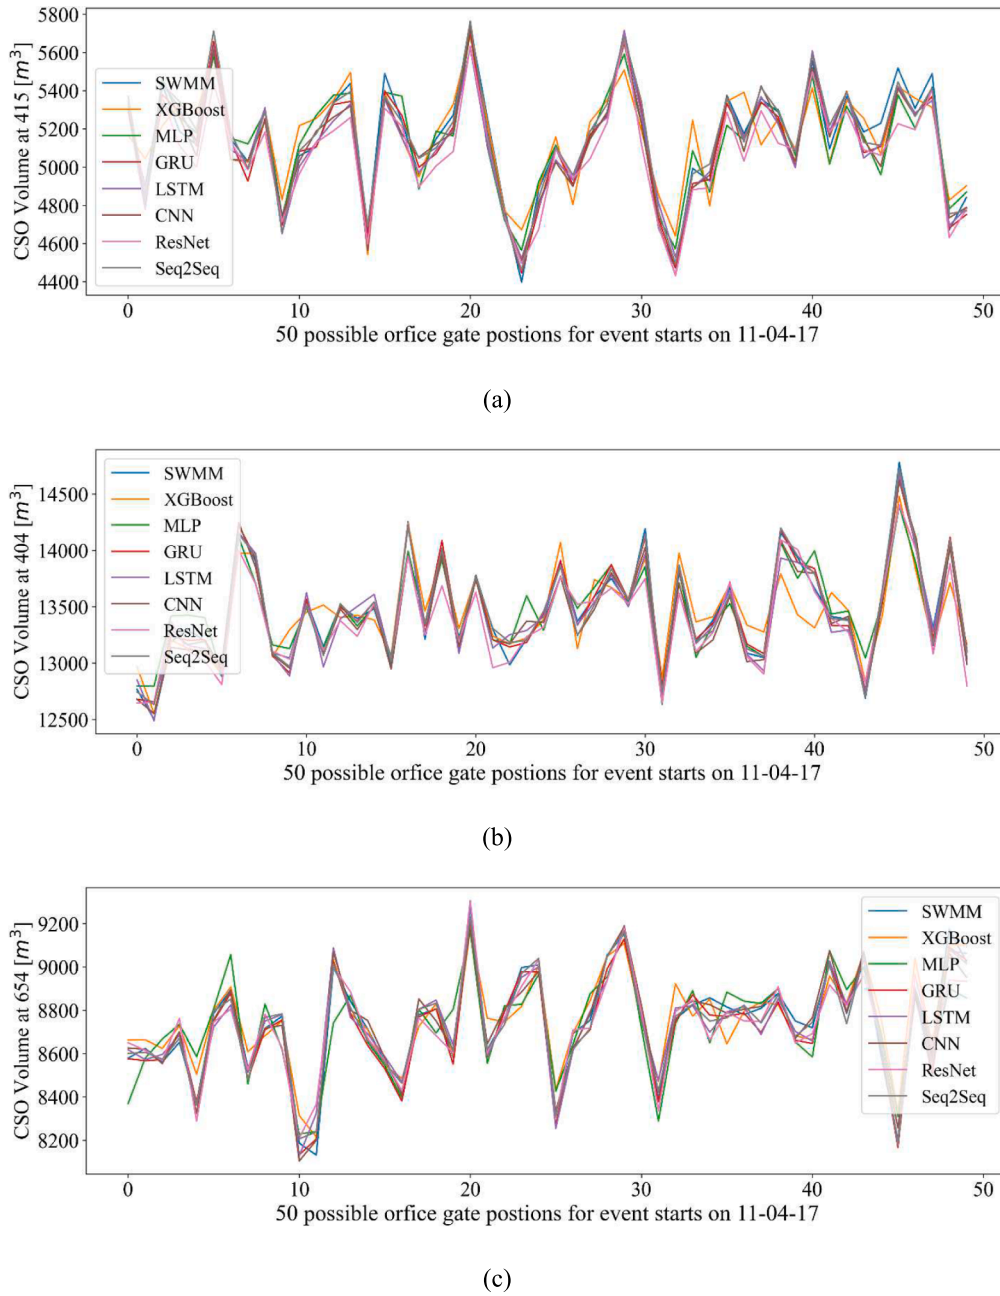 5800
5600
5400
5200
5000
4800
4600
4400
CSO Volume at 415 [m³]
SWMM
XGBoost
MLP
GRU
LSTM
CNN
ResNet
Seq2Seq
0 10 20 30 40 50
50 possible orfice gate postions for event starts on 11-04-17
(a)
14500
14000
13500
13000
12500
CSO Volume at 404 [m³]
SWMM
XGBoost
MLP
GRU
LSTM
CNN
ResNet
Seq2Seq
0 10 20 30 40 50
50 possible orfice gate postions for event starts on 11-04-17
(b)
9200
9000
8800
8600
8400
8200
CSO Volume at 654 [m³]
SWMM
XGBoost
MLP
GRU
LSTM
CNN
ResNet
Seq2Seq
0 10 20 30 40 50
50 possible orfice gate postions for event starts on 11-04-17
(c)